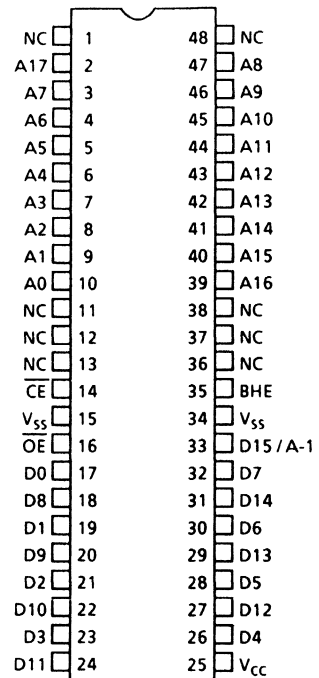 NC 1 48 NC
A17 2 47 A8
A7 3 46 A9
A6 4 45 A10
A5 5 44 A11
A4 6 43 A12
A3 7 42 A13
A2 8 41 A14
A1 9 40 A15
A0 10 39 A16
NC 11 38 NC
NC 12 37 NC
NC 13 36 NC
C̅E̅ 14 35 BHE
VSS 15 34 VSS
O̅E̅ 16 33 D15 / A-1
D0 17 32 D7
D8 18 31 D14
D1 19 30 D6
D9 20 29 D13
D2 21 28 D5
D10 22 27 D12
D3 23 26 D4
D11 24 25 VCC